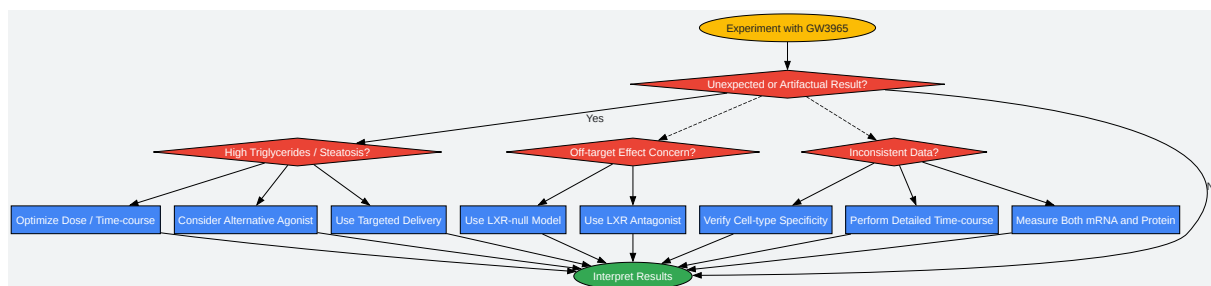 Experiment with GW3965
Unexpected or Artifactual Result?
Yes
High Triglycerides / Steatosis?
Off-target Effect Concern?
Inconsistent Data?
Optimize Dose / Time-course
Consider Alternative Agonist
Use Targeted Delivery
Use LXR-null Model
Use LXR Antagonist
Verify Cell-type Specificity
Perform Detailed Time-course
Measure Both mRNA and Protein
Interpret Results